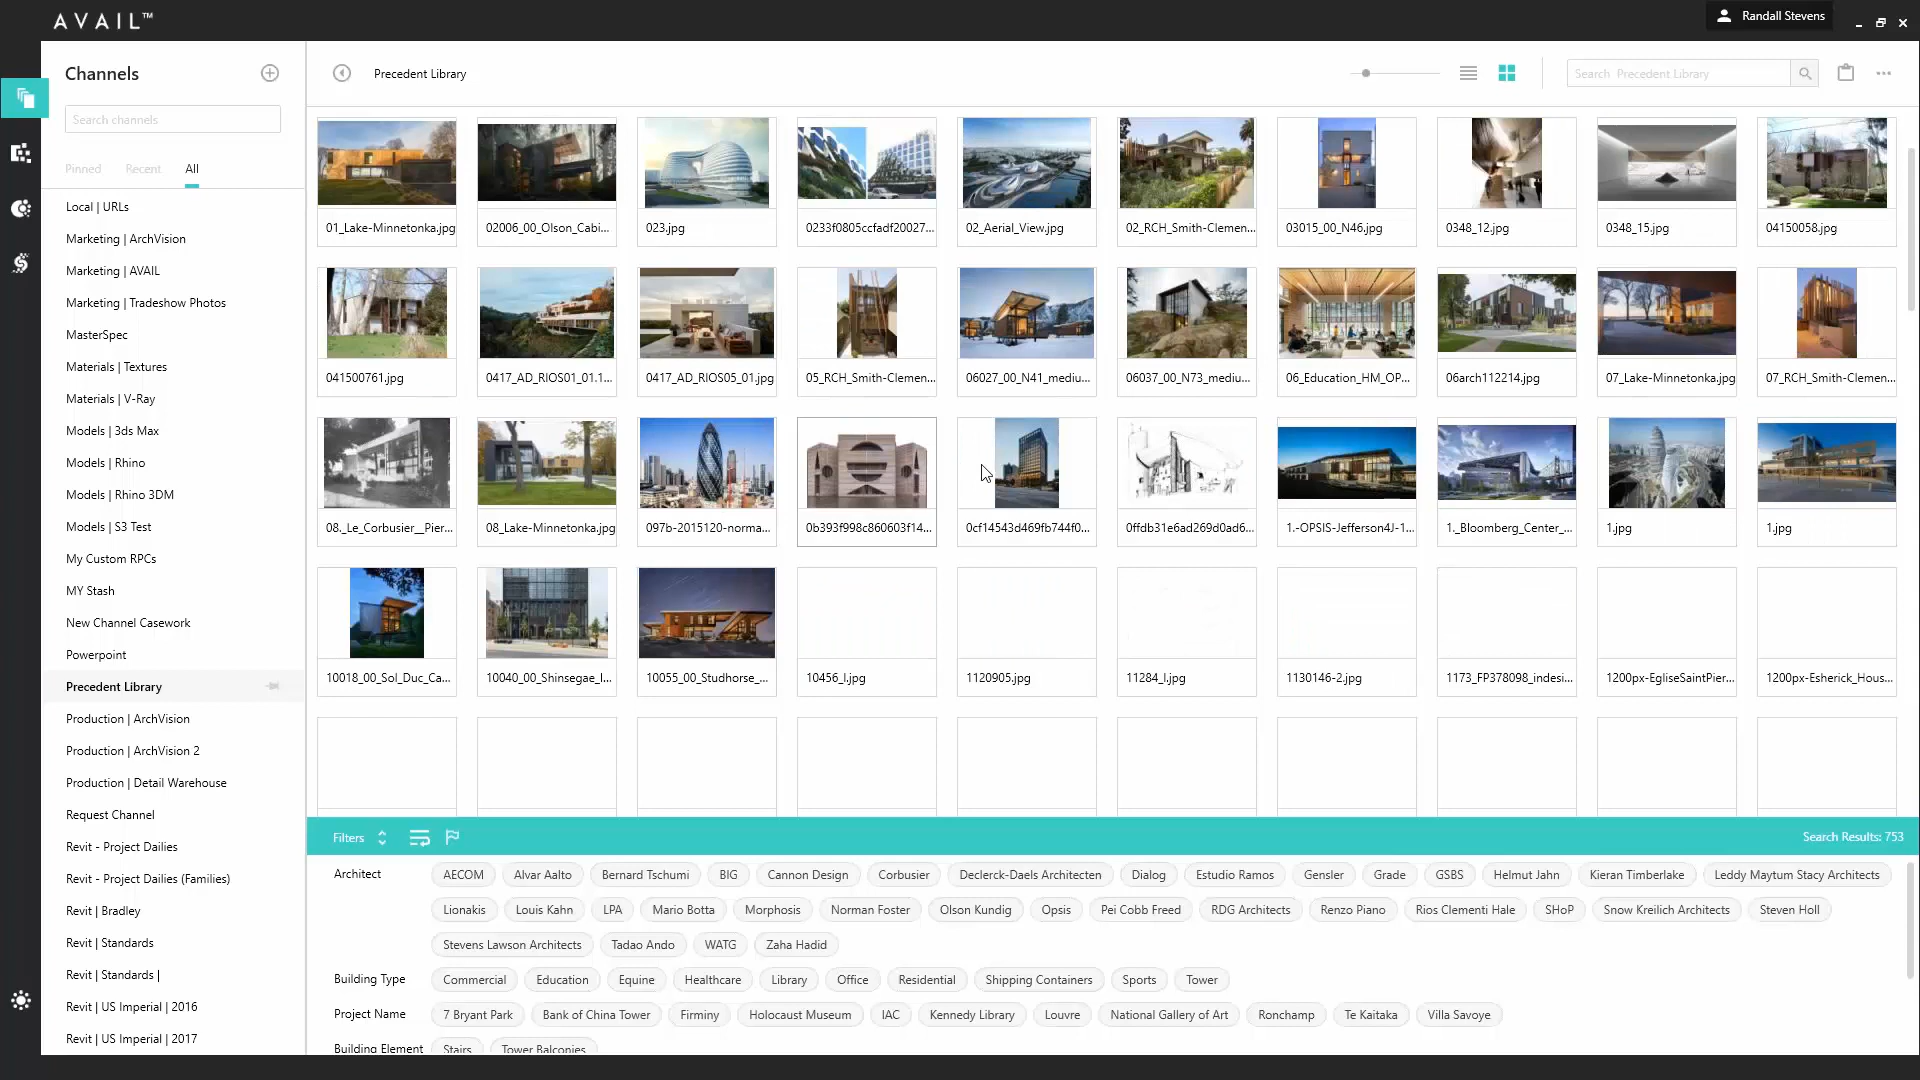 AVAIL™
Randall Stevens
Channels
Search channels
Pinned Recent All
Local | URLs
Marketing | ArchVision
Marketing | AVAIL
Marketing | Tradeshow Photos
MasterSpec
Materials | Textures
Materials | V-Ray
Models | 3ds Max
Models | Rhino
Models | Rhino 3DM
Models | S3 Test
My Custom RPCs
MY Stash
New Channel Casework
Powerpoint
Precedent Library
Production | ArchVision
Production | ArchVision 2
Production | Detail Warehouse
Request Channel
Revit - Project Dailies
Revit - Project Dailies (Families)
Revit | Bradley
Revit | Standards
Revit | Standards |
Revit | US Imperial | 2016
Revit | US Imperial | 2017
Precedent Library
Search Precedent Library
01_Lake-Minnetonka.jpg 02006_00_Olson_Cabi... 023.jpg 0233f0805ccfadf20027... 02_Aerial_View.jpg 02_RCH_Smith-Clemen... 03015_00_N46.jpg 0348_12.jpg 0348_15.jpg 04150058.jpg
041500761.jpg 0417_AD_RIOS01_01.1... 0417_AD_RIOS05_01.jpg 05_RCH_Smith-Clemen... 06027_00_N41_mediu... 06037_00_N73_mediu... 06_Education_HM_OP... 06arch112214.jpg 07_Lake-Minnetonka.jpg 07_RCH_Smith-Clemen...
08._Le_Corbusier__Pier... 08_Lake-Minnetonka.jpg 097b-2015120-norma... 0b393f998c860603f14... 0cf14543d469fb744f0... 0ffdb31e6ad269d0ad6... 1.-OPSIS-Jefferson4J-1... 1._Bloomberg_Center_... 1.jpg 1.jpg
10018_00_Sol_Duc_Ca... 10040_00_Shinsegae_I... 10055_00_Studhorse_... 10456_l.jpg 1120905.jpg 11284_l.jpg 1130146-2.jpg 1173_FP378098_indesi... 1200px-EgliseSaintPier... 1200px-Esherick_Hous...
Filters Search Results: 753
Architect AECOM Alvar Aalto Bernard Tschumi BIG Cannon Design Corbusier Declerck-Daels Architecten Dialog Estudio Ramos Gensler Grade GSBS Helmut Jahn Kieran Timberlake Leddy Maytum Stacy Architects
Lionakis Louis Kahn LPA Mario Botta Morphosis Norman Foster Olson Kundig Opsis Pei Cobb Freed RDG Architects Renzo Piano Rios Clementi Hale SHoP Snow Kreilich Architects Steven Holl
Stevens Lawson Architects Tadao Ando WATG Zaha Hadid
Building Type Commercial Education Equine Healthcare Library Office Residential Shipping Containers Sports Tower
Project Name 7 Bryant Park Bank of China Tower Firminy Holocaust Museum IAC Kennedy Library Louvre National Gallery of Art Ronchamp Te Kaitaka Villa Savoye
Building Element Stairs Tower Balconies